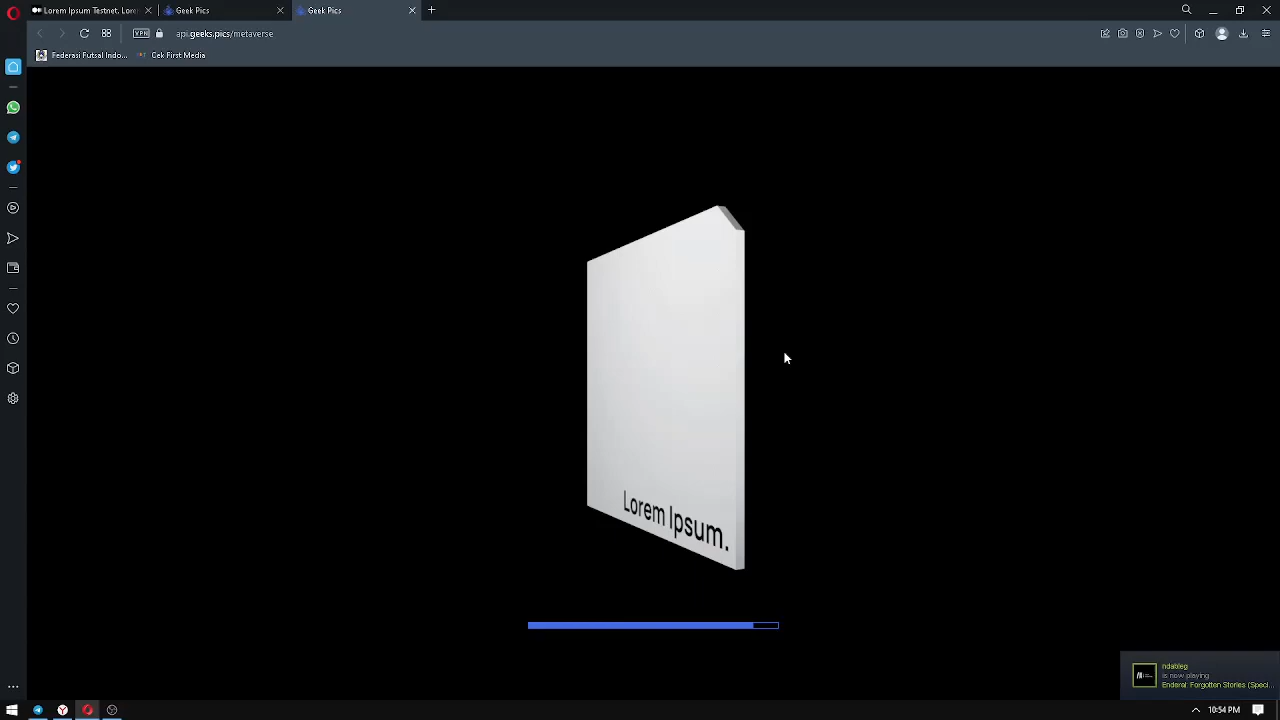 Lorem Ipsum Testnet. Lore
Geek Pics
Geek Pics
VPN
api.geeks.pics/metaverse
Federasi Futsal Indo...
Cek First Media
Lorem Ipsum.
ndableg
is now playing
Enderal: Forgotten Stories (Speci...
10:54 PM